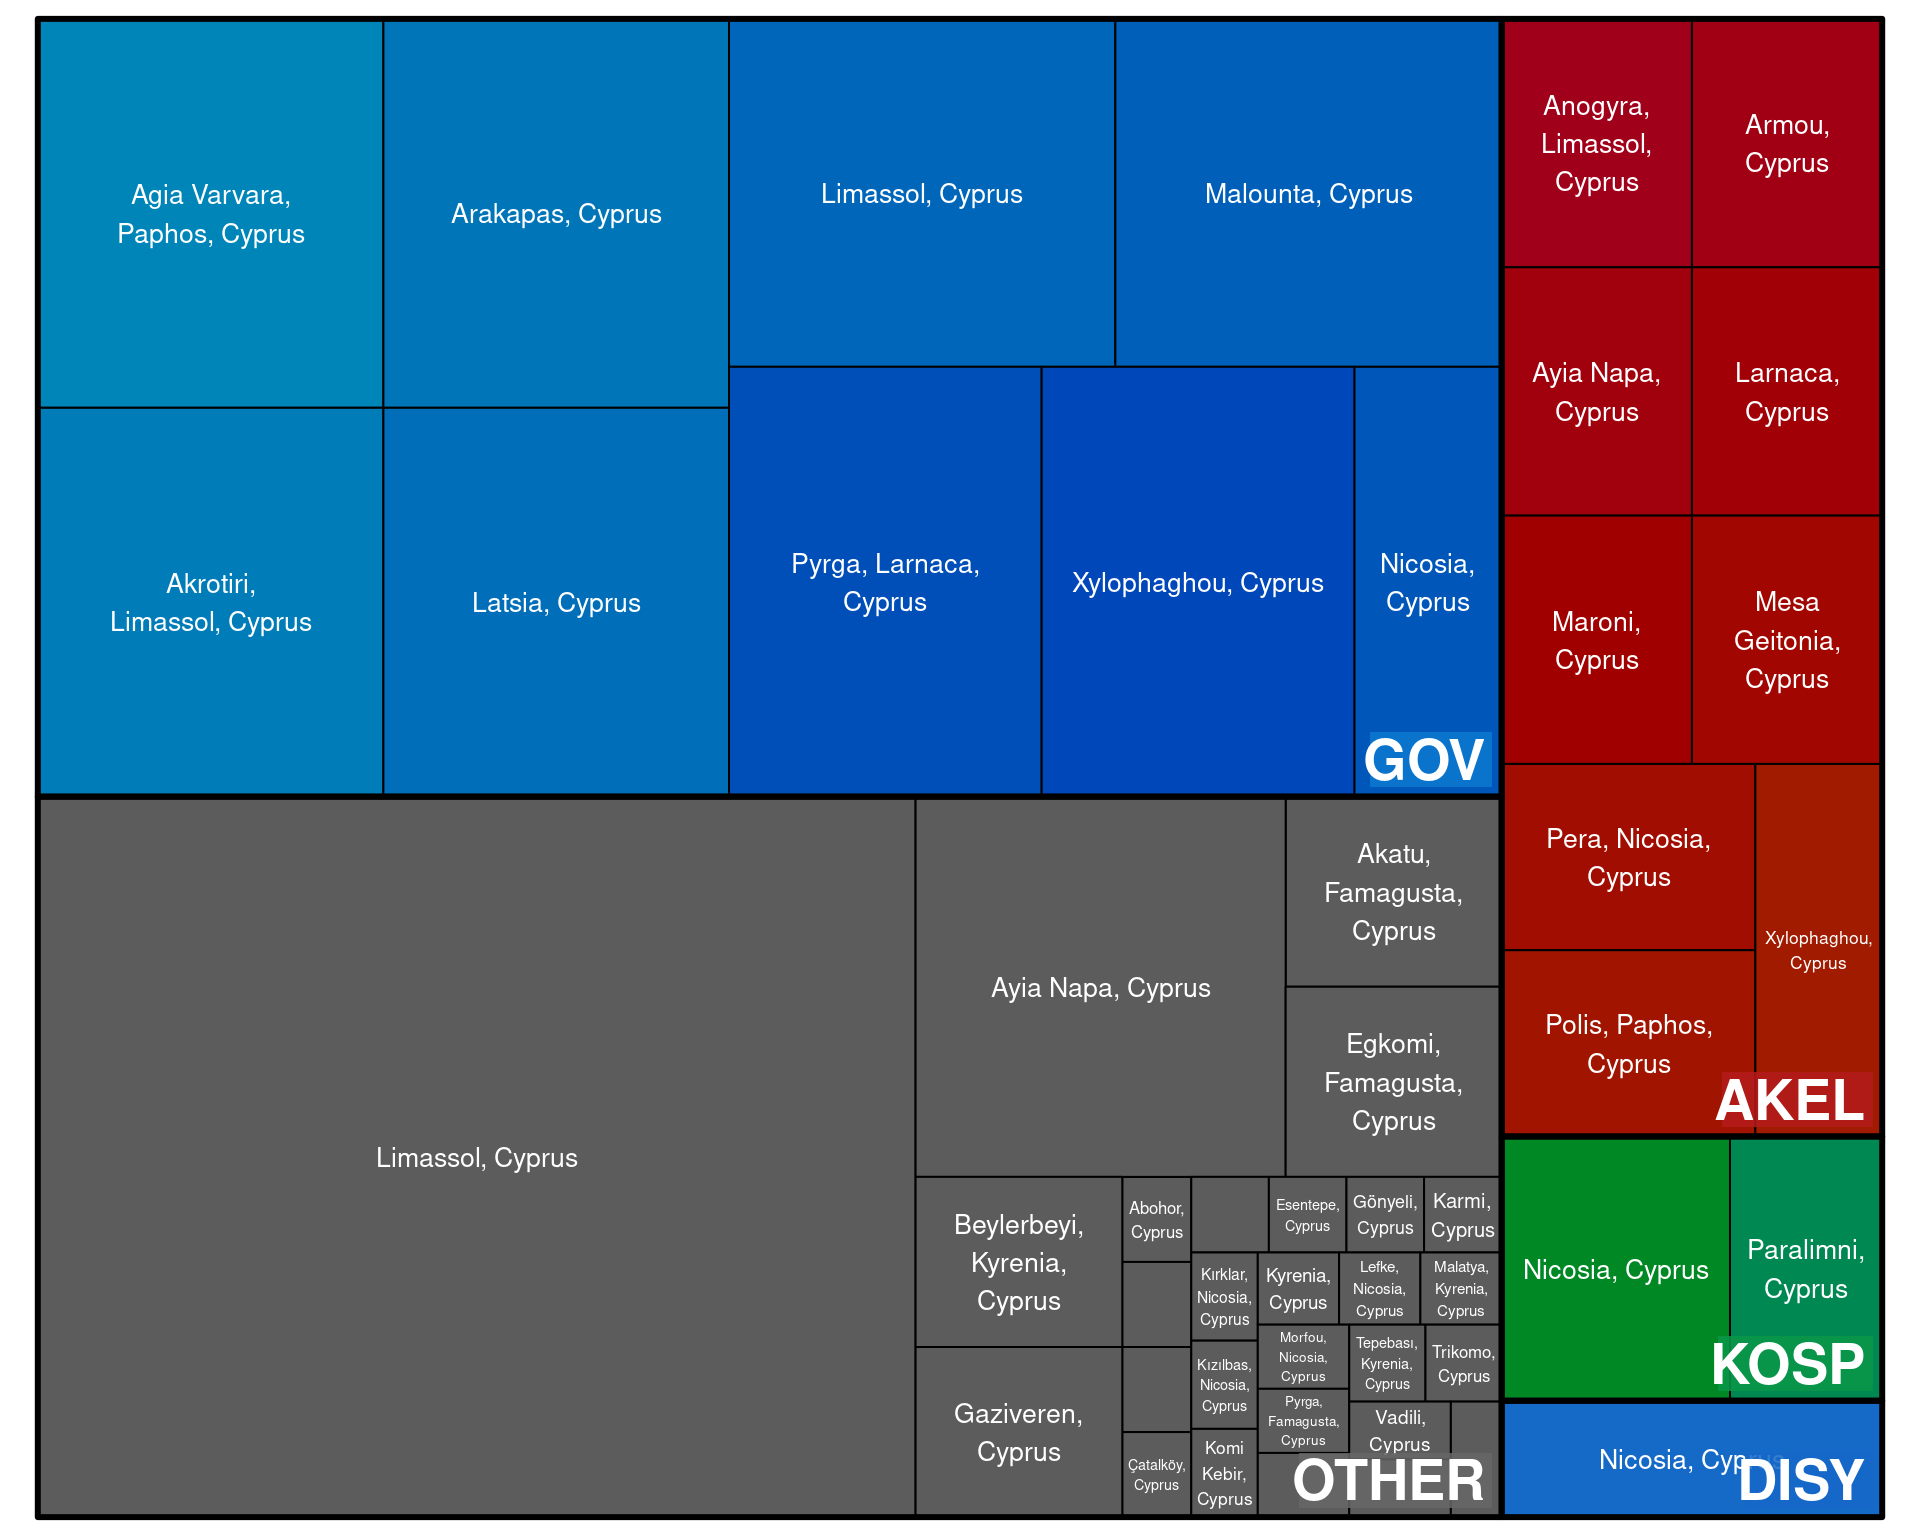 Agia Varvara,
Paphos, Cyprus
Arakapas, Cyprus
Limassol, Cyprus
Malounta, Cyprus
Akrotiri,
Limassol, Cyprus
Latsia, Cyprus
Pyrga, Larnaca,
Cyprus
Xylophaghou, Cyprus
Nicosia,
Cyprus
GOV
Anogyra,
Limassol,
Cyprus
Armou,
Cyprus
Ayia Napa,
Cyprus
Larnaca,
Cyprus
Maroni,
Cyprus
Mesa
Geitonia,
Cyprus
Pera, Nicosia,
Cyprus
Xylophaghou,
Cyprus
Polis, Paphos,
Cyprus
AKEL
Limassol, Cyprus
Ayia Napa, Cyprus
Akatu,
Famagusta,
Cyprus
Egkomi,
Famagusta,
Cyprus
Beylerbeyi,
Kyrenia,
Cyprus
Gaziveren,
Cyprus
Abohor,
Cyprus
Çatalköy,
Cyprus
Esentepe,
Cyprus
Gönyeli,
Cyprus
Karmi,
Cyprus
Kırklar,
Nicosia,
Cyprus
Kızılbas,
Nicosia,
Cyprus
Komi
Kebir,
Cyprus
Kyrenia,
Cyprus
Lefke,
Nicosia,
Cyprus
Malatya,
Kyrenia,
Cyprus
Morfou,
Nicosia,
Cyprus
Pyrga,
Famagusta,
Cyprus
Tepebası,
Kyrenia,
Cyprus
Trikomo,
Cyprus
Vadili,
Cyprus
OTHER
Nicosia, Cyprus
Paralimni,
Cyprus
KOSP
Nicosia, Cyprus
DISY